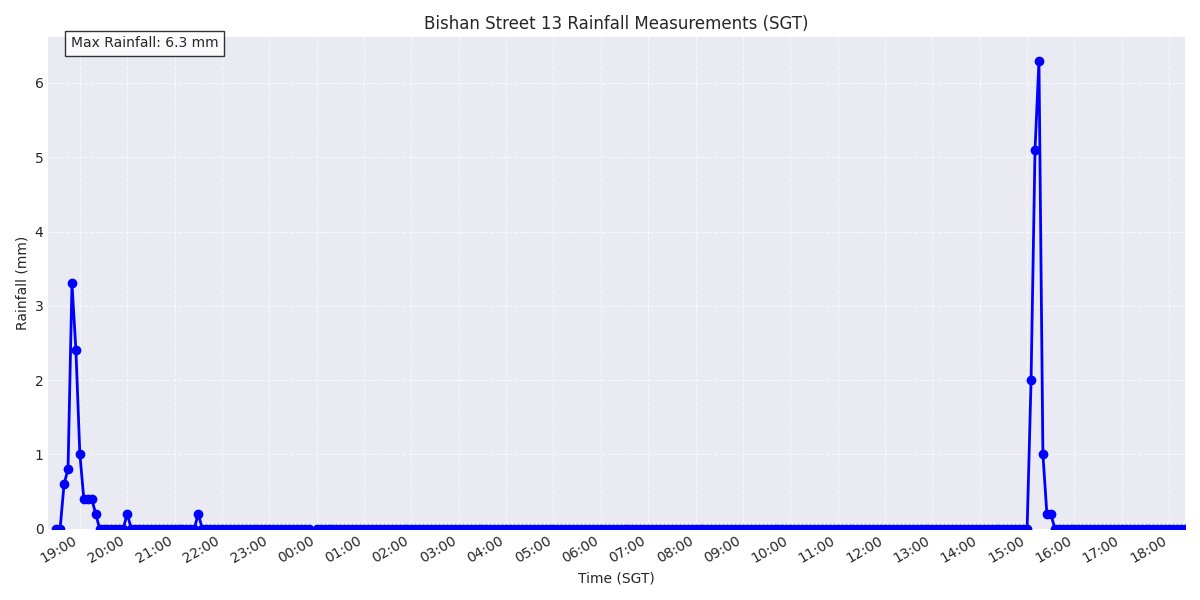 Bishan Street 13 Rainfall Measurements (SGT)
Max Rainfall: 6.3 mm
Rainfall (mm)
6
5
4
3
2
1
0
19:00 20:00 21:00 22:00 23:00 00:00 01:00 02:00 03:00 04:00 05:00 06:00 07:00 08:00 09:00 10:00 11:00 12:00 13:00 14:00 15:00 16:00 17:00 18:00
Time (SGT)